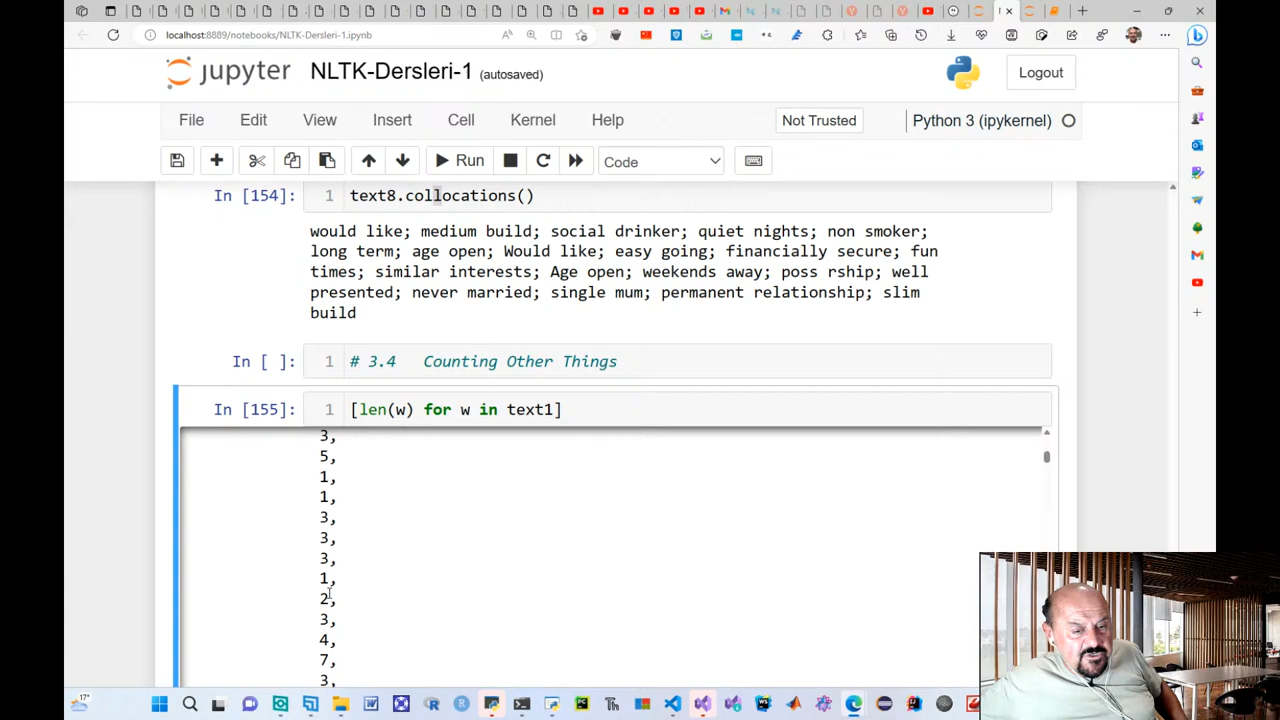 localhost:8889/notebooks/NLTK-Dersleri-1.ipynb
jupyter NLTK-Dersleri-1 (autosaved)
Logout
File Edit View Insert Cell Kernel Help
Not Trusted
Python 3 (ipykernel)
Run
Code
In [154]: 1 text8.collocations()
would like; medium build; social drinker; quiet nights; non smoker;
long term; age open; Would like; easy going; financially secure; fun
times; similar interests; Age open; weekends away; poss rship; well
presented; never married; single mum; permanent relationship; slim
build
In [ ]: 1 # 3.4 Counting Other Things
In [155]: 1 [len(w) for w in text1]
3,
5,
1,
1,
3,
3,
3,
1,
2,
3,
4,
7,
3,
17°